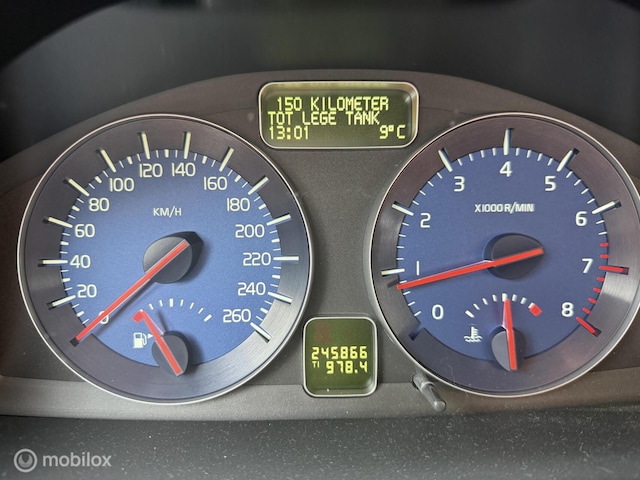 150 KILOMETER
TOT LEGE TANK
13:01 9°C
0 20 40 60 80 100 120 140 160 180 200 220 240 260
KM/H
0 1 2 3 4 5 6 7 8
X1000R/MIN
245866
T1 978.4
mobilox